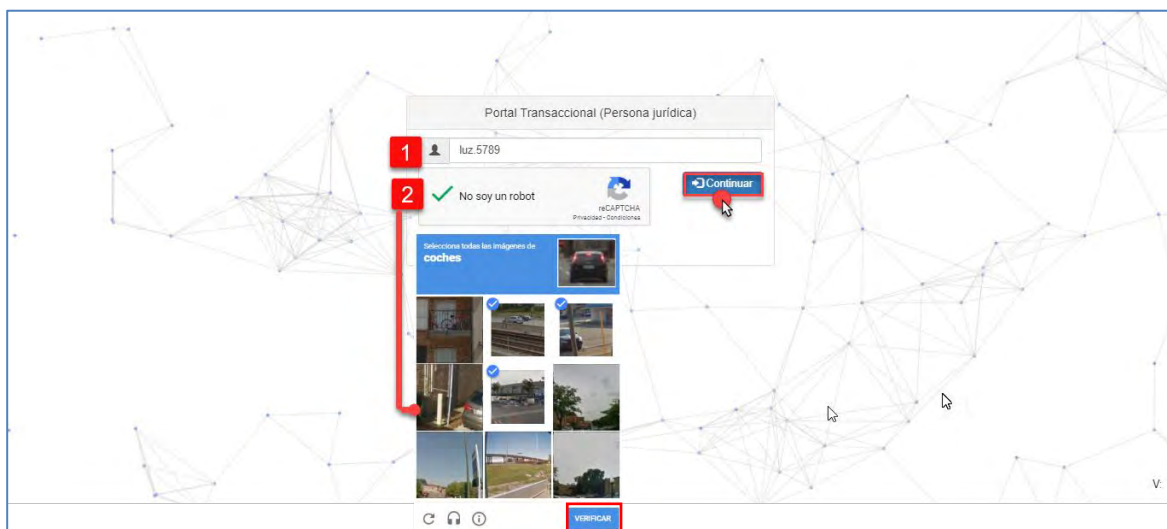 Portal Transaccional (Persona jurídica)
1
luz.5789
2
No soy un robot
reCAPTCHA
Privacidad - Condiciones
Continuar
Selecciona todas las imágenes de
coches
VERIFICAR
V: